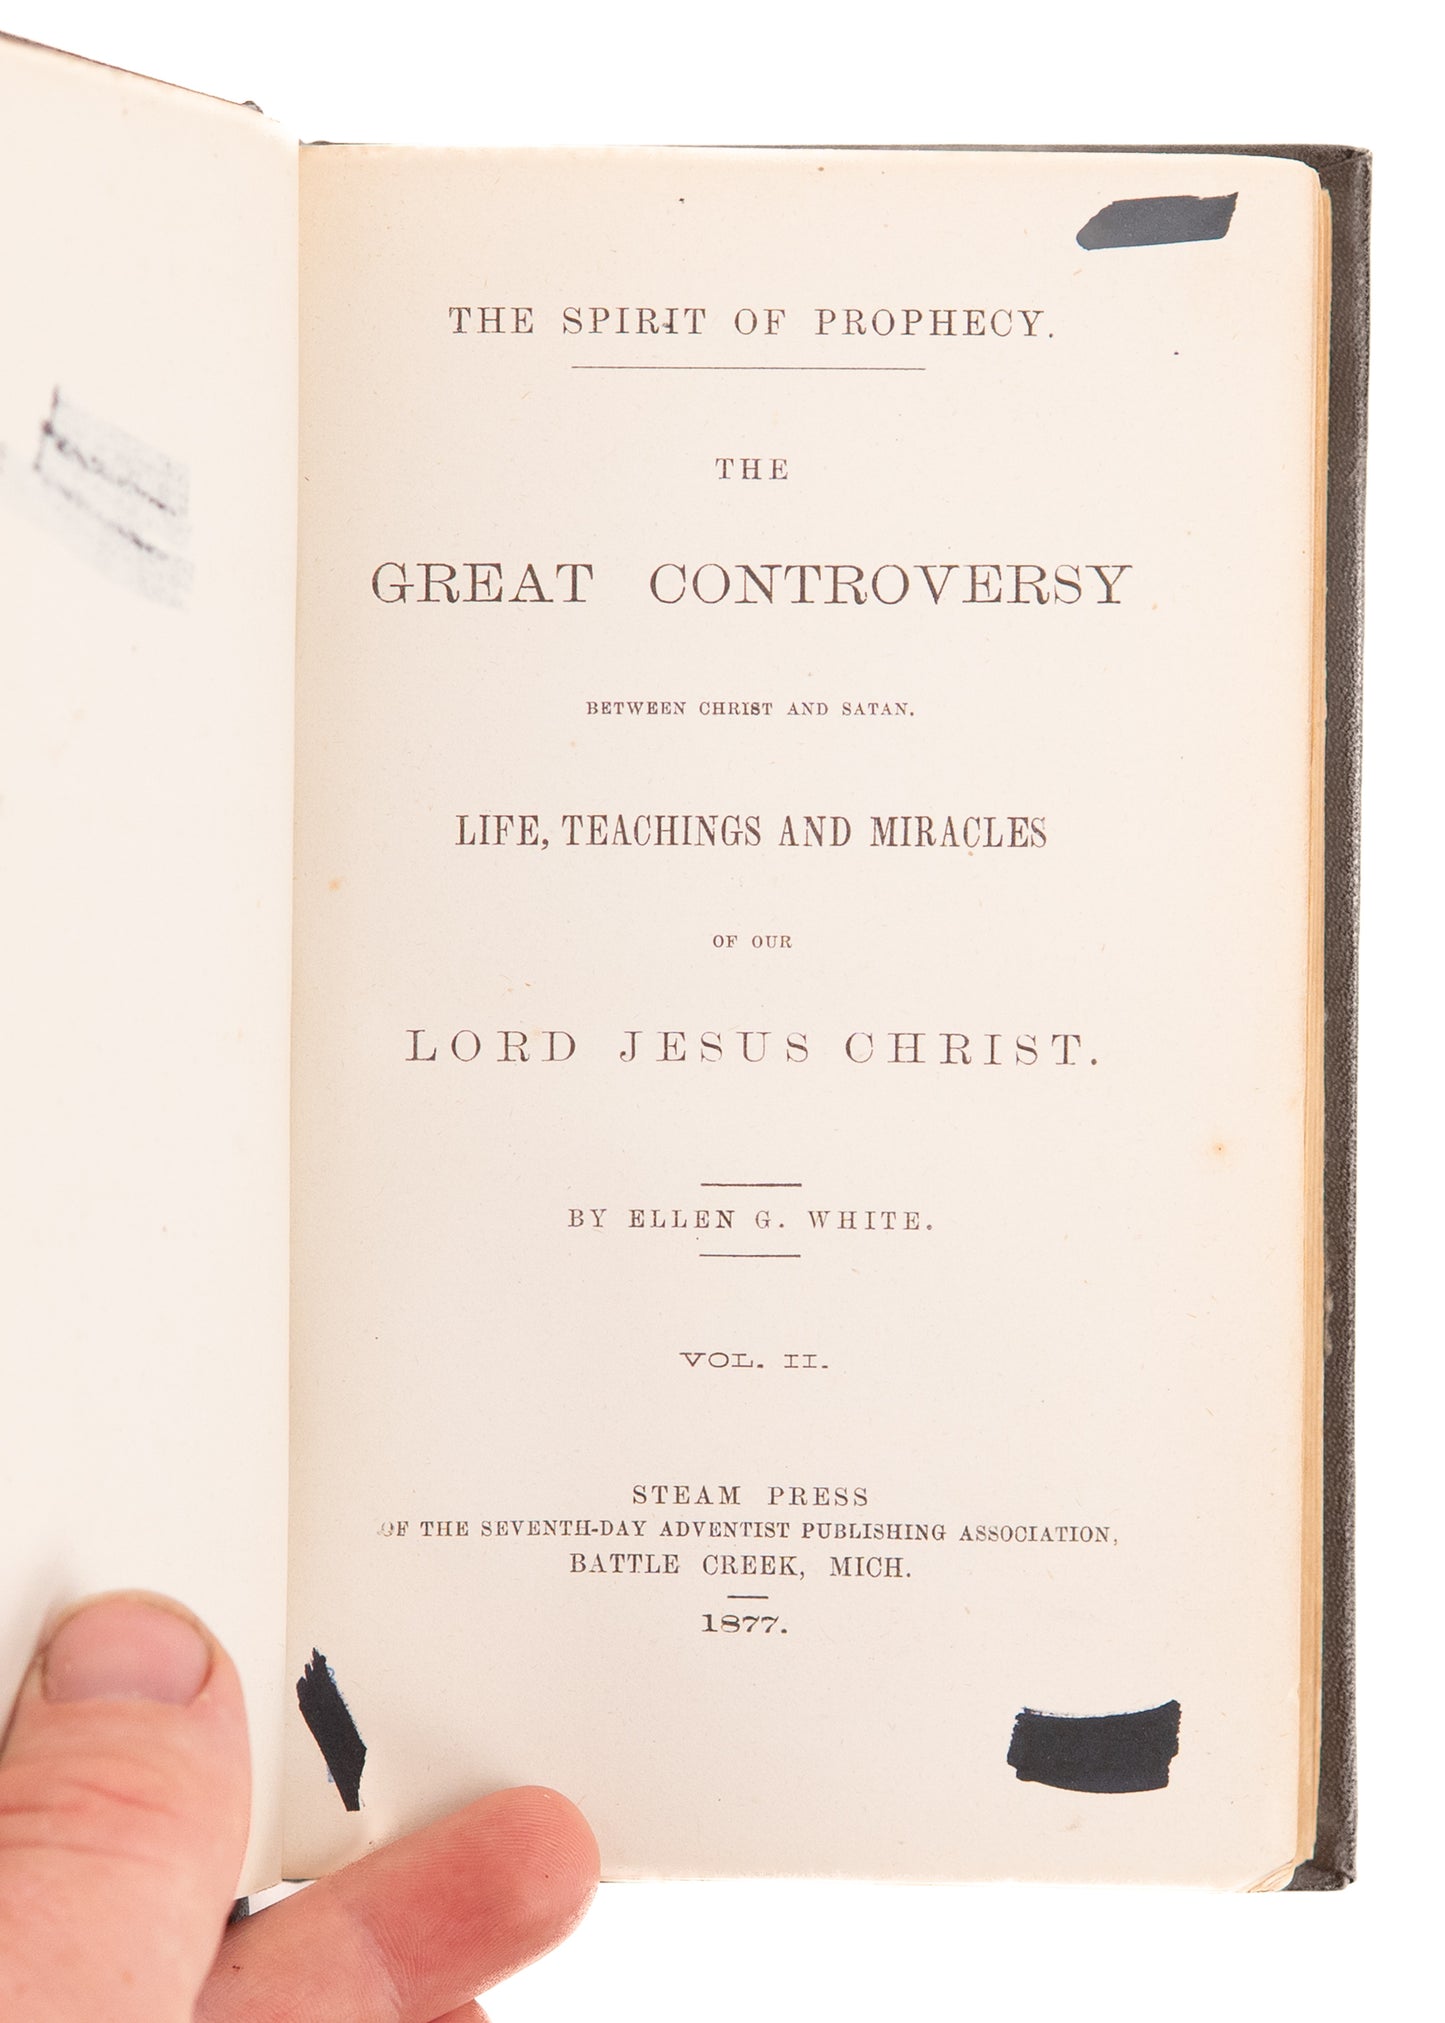 THE SPIRIT OF PROPHECY.
THE
GREAT CONTROVERSY
BETWEEN CHRIST AND SATAN.
LIFE, TEACHINGS AND MIRACLES
OF OUR
LORD JESUS CHRIST.
BY ELLEN G. WHITE.
VOL. II.
STEAM PRESS
OF THE SEVENTH-DAY ADVENTIST PUBLISHING ASSOCIATION,
BATTLE CREEK, MICH.
1877.